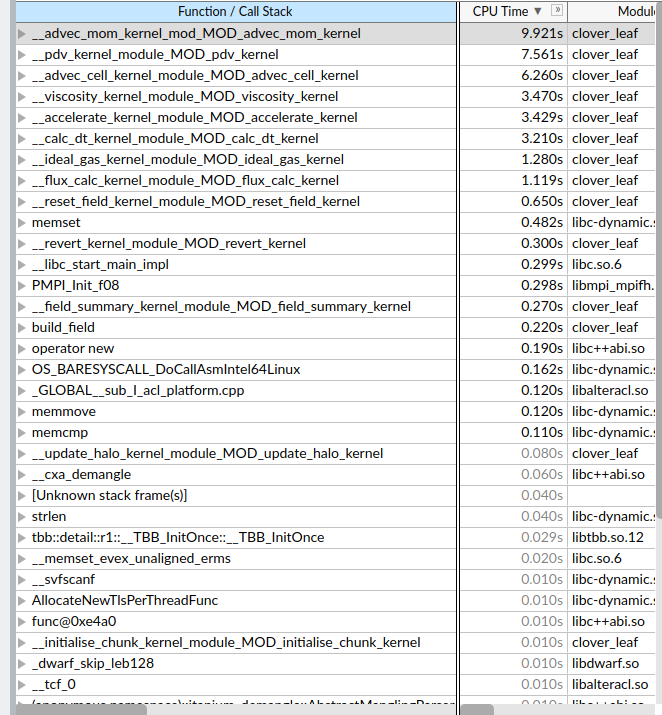 Function / Call Stack CPU Time ▼ » Module
__advec_mom_kernel_mod_MOD_advec_mom_kernel 9.921s clover_leaf
__pdv_kernel_module_MOD_pdv_kernel 7.561s clover_leaf
__advec_cell_kernel_module_MOD_advec_cell_kernel 6.260s clover_leaf
__viscosity_kernel_module_MOD_viscosity_kernel 3.470s clover_leaf
__accelerate_kernel_module_MOD_accelerate_kernel 3.429s clover_leaf
__calc_dt_kernel_module_MOD_calc_dt_kernel 3.210s clover_leaf
__ideal_gas_kernel_module_MOD_ideal_gas_kernel 1.280s clover_leaf
__flux_calc_kernel_module_MOD_flux_calc_kernel 1.119s clover_leaf
__reset_field_kernel_module_MOD_reset_field_kernel 0.650s clover_leaf
memset 0.482s libc-dynamic.s
__revert_kernel_module_MOD_revert_kernel 0.300s clover_leaf
__libc_start_main_impl 0.299s libc.so.6
PMPI_Init_f08 0.298s libmpi_mpifh.
__field_summary_kernel_module_MOD_field_summary_kernel 0.270s clover_leaf
build_field 0.220s clover_leaf
operator new 0.190s libc++abi.so
OS_BARESYSCALL_DoCallAsmIntel64Linux 0.162s libc-dynamic.s
_GLOBAL__sub_I_acl_platform.cpp 0.120s libalteracl.so
memmove 0.120s libc-dynamic.s
memcmp 0.110s libc-dynamic.s
__update_halo_kernel_module_MOD_update_halo_kernel 0.080s clover_leaf
__cxa_demangle 0.060s libc++abi.so
[Unknown stack frame(s)] 0.040s
strlen 0.040s libc-dynamic.s
tbb::detail::r1::__TBB_InitOnce::__TBB_InitOnce 0.029s libtbb.so.12
__memset_evex_unaligned_erms 0.020s libc.so.6
__svfscanf 0.010s libc-dynamic.s
AllocateNewTlsPerThreadFunc 0.010s libc-dynamic.s
func@0xe4a0 0.010s libc++abi.so
__initialise_chunk_kernel_module_MOD_initialise_chunk_kernel 0.010s clover_leaf
_dwarf_skip_leb128 0.010s libdwarf.so
__tcf_0 0.010s libalteracl.so